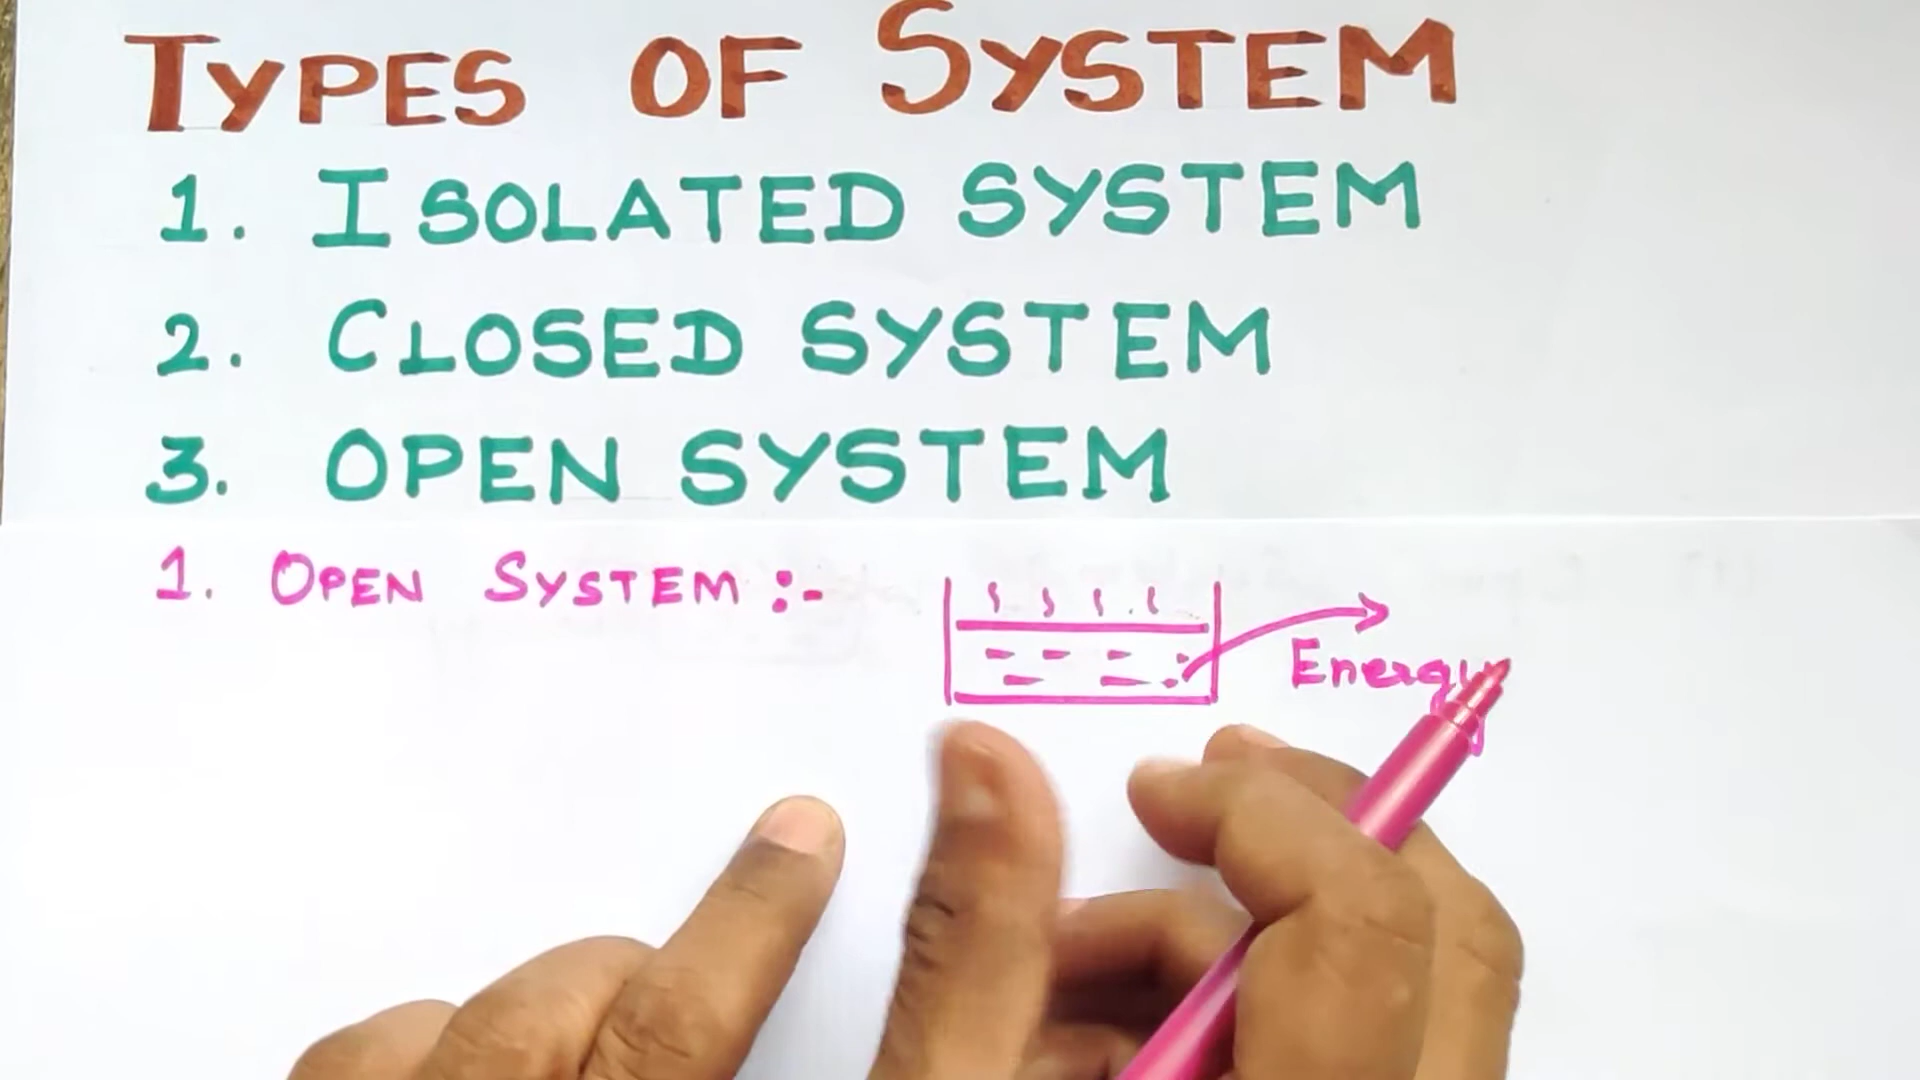 TYPES OF SYSTEM
1. ISOLATED SYSTEM
2. CLOSED SYSTEM
3. OPEN SYSTEM
1. OPEN SYSTEM :-
Energy